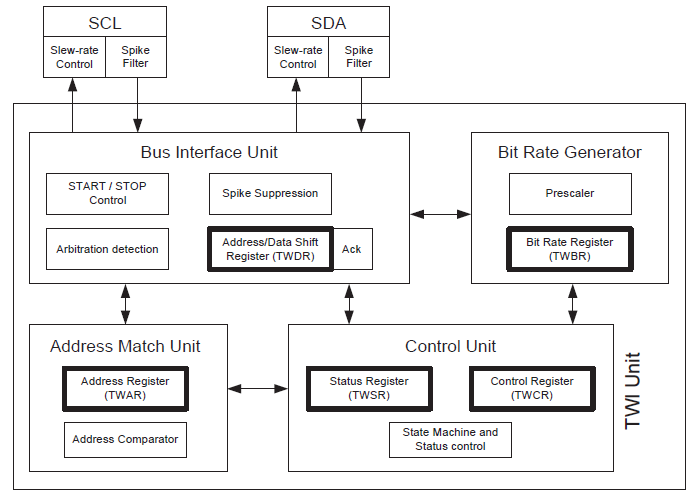 SCL
SDA
Slew-rate
Control
Spike
Filter
Slew-rate
Control
Spike
Filter
Bus Interface Unit
Bit Rate Generator
START / STOP
Control
Spike Suppression
Prescaler
Arbitration detection
Address/Data Shift
Register (TWDR)
Ack
Bit Rate Register
(TWBR)
Address Match Unit
Control Unit
Address Register
(TWAR)
Status Register
(TWSR)
Control Register
(TWCR)
Address Comparator
State Machine and
Status control
TWI Unit